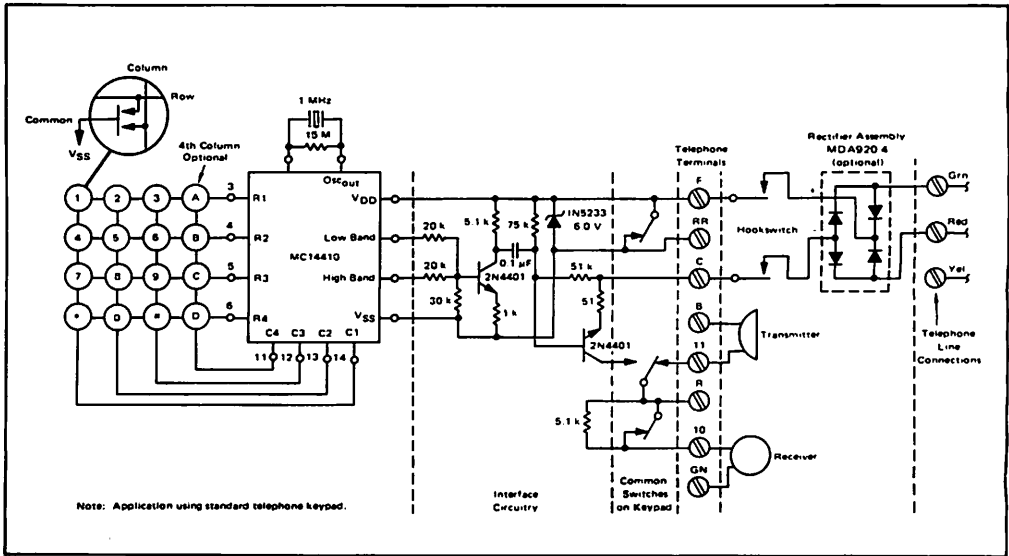 Column
Row
Common
VSS
4th Column
Optional
1 MHz
15 M
Oscout
1 2 3 A 3 R1
VDD
4 5 6 B 4 R2
Low Band
7 8 9 C 5 R3
MC14410
High Band
* 0 # D 6 R4
VSS
C4 C3 C2 C1
11 12 13 14
20 k
20 k
30 k
5.1 k
75 k
0.1 μF
2N4401
1 k
1N5233
6.0 V
51 k
51
2N4401
5.1 k
Telephone
Terminals
F
RR
C
B
11
R
10
GN
Hookswitch
Transmitter
Receiver
Rectifier Assembly
MDA920 4
(optional)
Grn
Red
Yel
Telephone
Line
Connections
Note: Application using standard telephone keypad.
Interface
Circuitry
Common
Switches
on Keypad